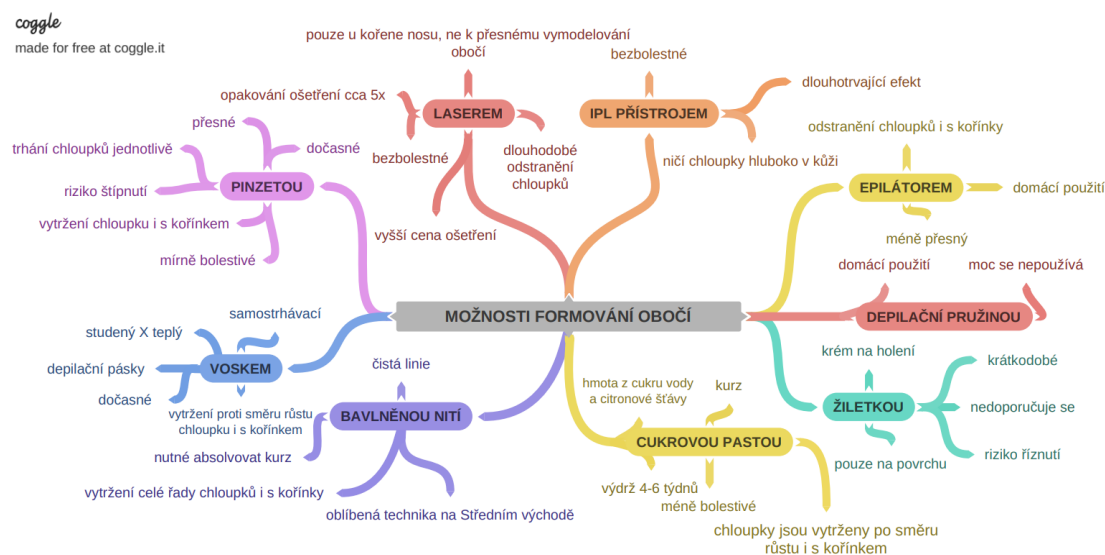 coggle
made for free at coggle.it
MOŽNOSTI FORMOVÁNÍ OBOČÍ
LASEREM
pouze u kořene nosu, ne k přesnému vymodelování
obočí
opakování ošetření cca 5x
bezbolestné
dlouhodobé
odstranění
chloupků
vyšší cena ošetření
IPL PŘÍSTROJEM
bezbolestné
dlouhotrvající efekt
ničí chloupky hluboko v kůži
PINZETOU
přesné
dočasné
trhání chloupků jednotlivě
riziko štípnutí
vytržení chloupku i s kořínkem
mírně bolestivé
EPILÁTOREM
odstranění chloupků i s kořínky
domácí použití
méně přesný
DEPILAČNÍ PRUŽINOU
domácí použití
moc se nepoužívá
VOSKEM
samostrhávací
studený X teplý
depilační pásky
dočasné
vytržení proti směru růstu
chloupku i s kořínkem
BAVLNĚNOU NITÍ
čistá linie
nutné absolvovat kurz
vytržení celé řady chloupků i s kořínky
oblíbená technika na Středním východě
CUKROVOU PASTOU
hmota z cukru vody
a citronové šťávy
kurz
výdrž 4-6 týdnů
méně bolestivé
chloupky jsou vytrženy po směru
růstu i s kořínkem
ŽILETKOU
krém na holení
krátkodobé
nedoporučuje se
riziko říznutí
pouze na povrchu